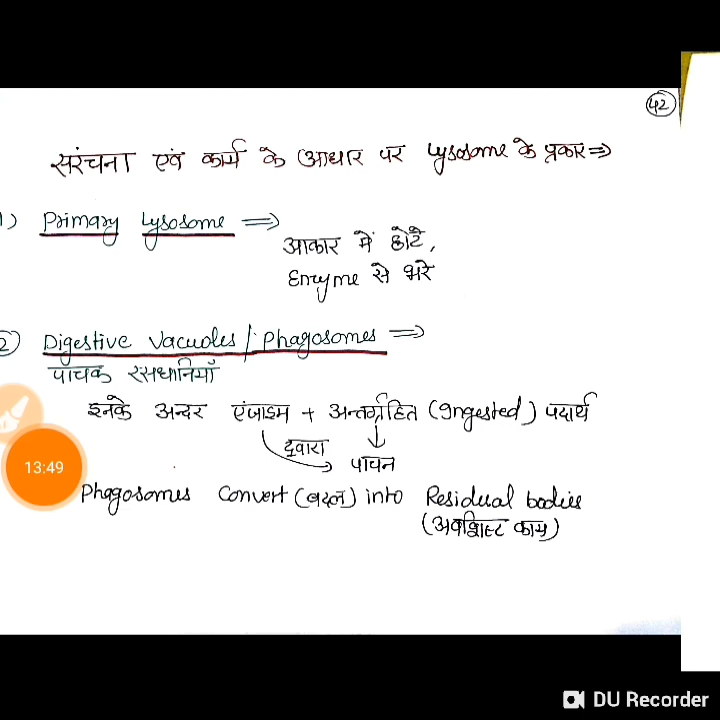 42
सरंचना एवं कार्य के आधार पर Lysosome के प्रकार ⇒
1) Primary Lysosome ⇒
आकार में छोटे,
Enzyme से भरे
2) Digestive Vacuoles / Phagosomes ⇒
पाचक रसधानियाँ
इनके अन्दर एंजाइम + अन्तर्ग्रहित (Ingested) पदार्थ
द्वारा ↓
पाचन
13:49
Phagosomes Convert (बदल) into Residual bodies
(अवशिष्ट काय)
DU Recorder